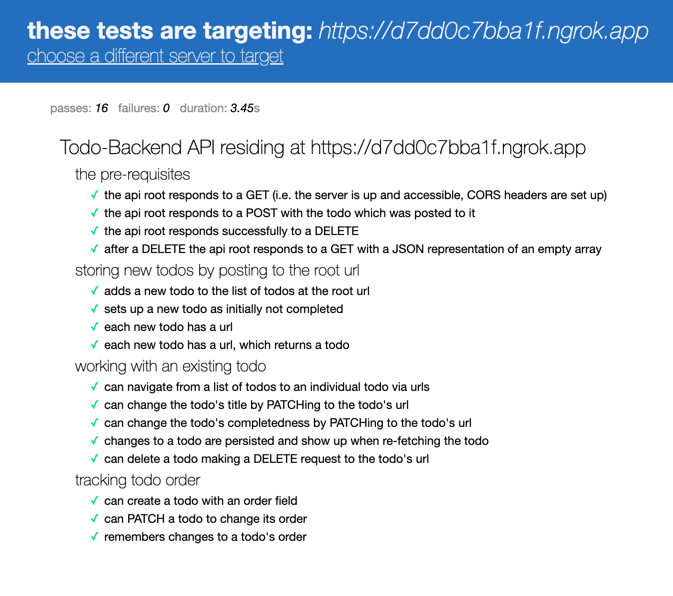 these tests are targeting: https://d7dd0c7bba1f.ngrok.app
choose a different server to target
passes: 16 failures: 0 duration: 3.45s
Todo-Backend API residing at https://d7dd0c7bba1f.ngrok.app
the pre-requisites
✓ the api root responds to a GET (i.e. the server is up and accessible, CORS headers are set up)
✓ the api root responds to a POST with the todo which was posted to it
✓ the api root responds successfully to a DELETE
✓ after a DELETE the api root responds to a GET with a JSON representation of an empty array
storing new todos by posting to the root url
✓ adds a new todo to the list of todos at the root url
✓ sets up a new todo as initially not completed
✓ each new todo has a url
✓ each new todo has a url, which returns a todo
working with an existing todo
✓ can navigate from a list of todos to an individual todo via urls
✓ can change the todo's title by PATCHing to the todo's url
✓ can change the todo's completedness by PATCHing to the todo's url
✓ changes to a todo are persisted and show up when re-fetching the todo
✓ can delete a todo making a DELETE request to the todo's url
tracking todo order
✓ can create a todo with an order field
✓ can PATCH a todo to change its order
✓ remembers changes to a todo's order